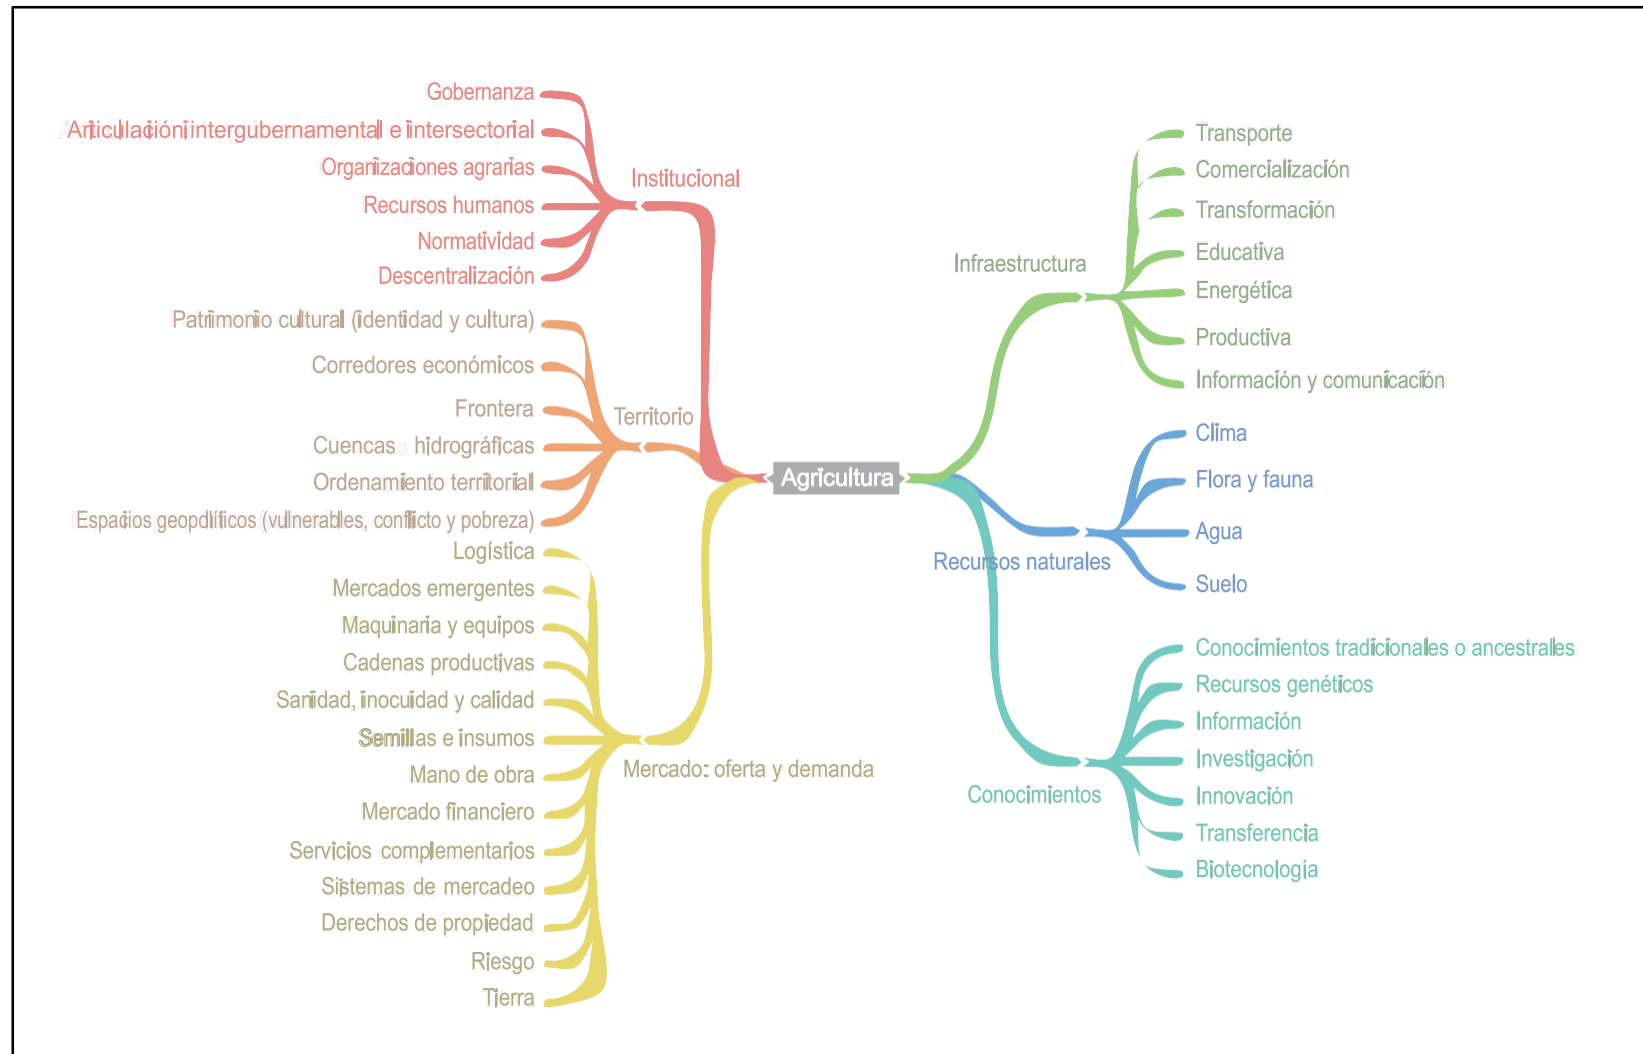 Gobernanza
Articulación intergubernamental e intersectorial
Organizaciones agrarias
Recursos humanos
Normatividad
Descentralización
Institucional
Patrimonio cultural (identidad y cultura)
Corredores económicos
Frontera
Cuencas hidrográficas
Ordenamiento territorial
Espacios geopolíticos (vulnerables, conflicto y pobreza)
Territorio
Logística
Mercados emergentes
Maquinaria y equipos
Cadenas productivas
Sanidad, inocuidad y calidad
Semillas e insumos
Mano de obra
Mercado financiero
Servicios complementarios
Sistemas de mercadeo
Derechos de propiedad
Riesgo
Tierra
Mercado: oferta y demanda
Agricultura
Infraestructura
Transporte
Comercialización
Transformación
Educativa
Energética
Productiva
Información y comunicación
Recursos naturales
Clima
Flora y fauna
Agua
Suelo
Conocimientos
Conocimientos tradicionales o ancestrales
Recursos genéticos
Información
Investigación
Innovación
Transferencia
Biotecnología